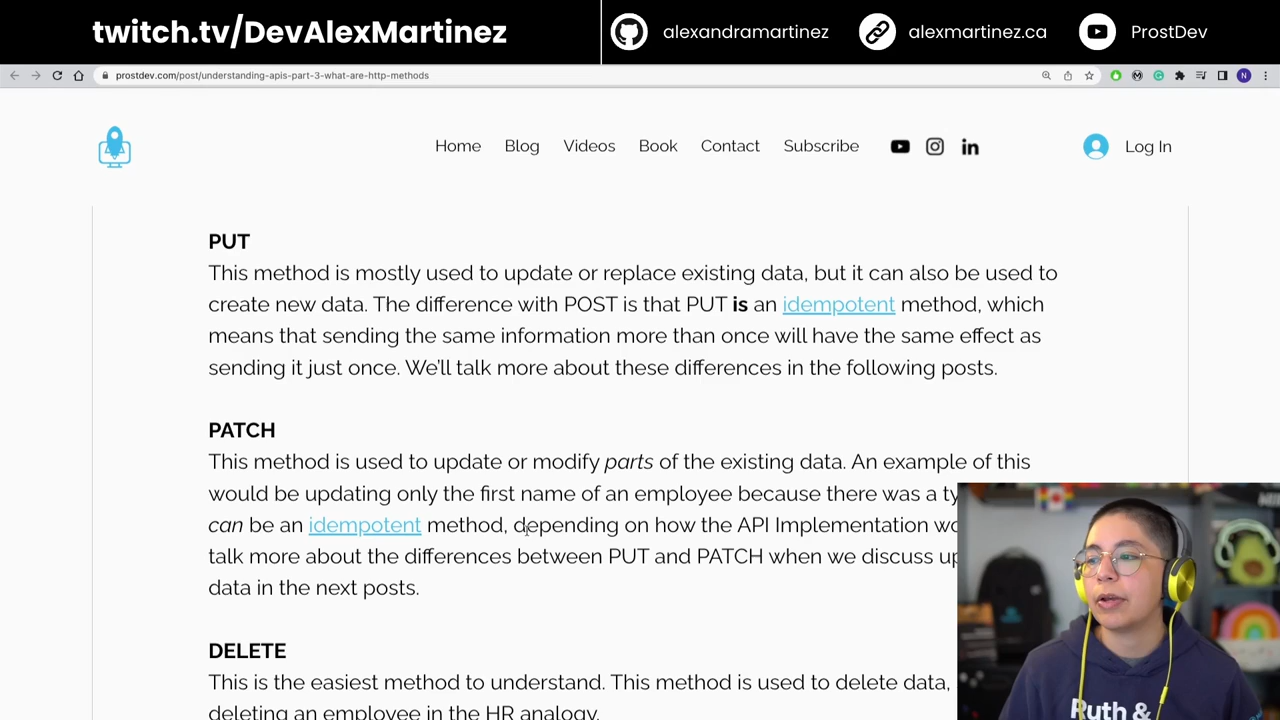 twitch.tv/DevAlexMartinez
alexandramartinez
alexmartinez.ca
ProstDev
prostdev.com/post/understanding-apis-part-3-what-are-http-methods
N
Home Blog Videos Book Contact Subscribe
Log In
PUT
This method is mostly used to update or replace existing data, but it can also be used to
create new data. The difference with POST is that PUT is an idempotent method, which
means that sending the same information more than once will have the same effect as
sending it just once. We’ll talk more about these differences in the following posts.
PATCH
This method is used to update or modify parts of the existing data. An example of this
would be updating only the first name of an employee because there was a ty
can be an idempotent method, depending on how the API Implementation wo
talk more about the differences between PUT and PATCH when we discuss up
data in the next posts.
DELETE
This is the easiest method to understand. This method is used to delete data,
deleting an employee in the HR analogy.
Ruth &